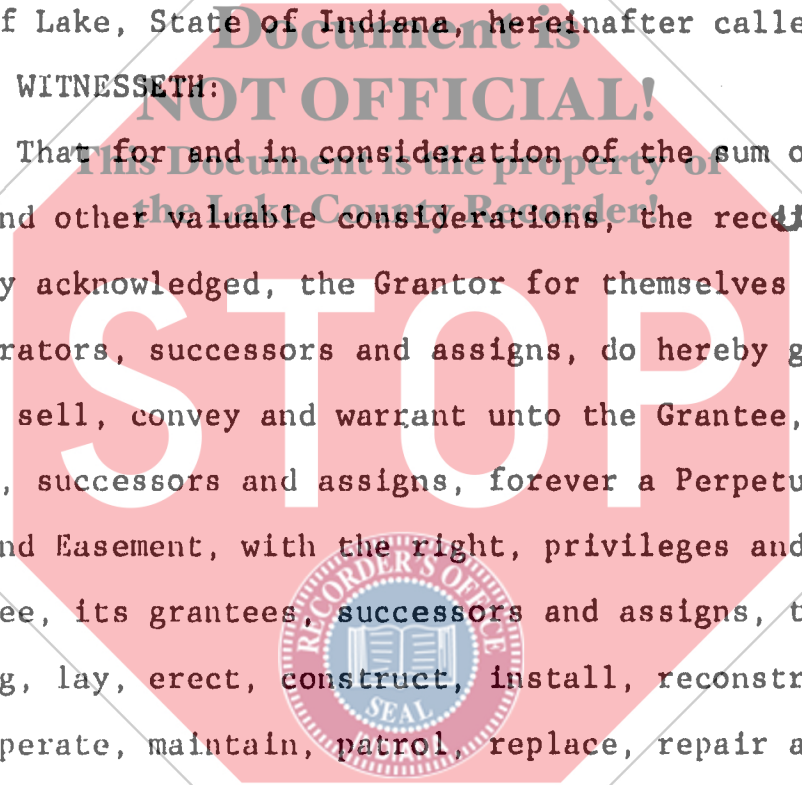 f Lake, State of Indiana, hereinafter calle
Document is
WITNESSETH:
NOT OFFICIAL!
That for and in consideration of the sum o
This Document is the property of
nd other valuable considerations, the rece
the Lake County Recorder!
y acknowledged, the Grantor for themselves
STOP
rators, successors and assigns, do hereby g
sell, convey and warrant unto the Grantee,
, successors and assigns, forever a Perpetu
nd Easement, with the right, privileges and
RECORDER'S OFFICE
ee, its grantees, successors and assigns, t
g, lay, erect, construct, install, reconstr
SEAL
perate, maintain, patrol, replace, repair a
INDIANA